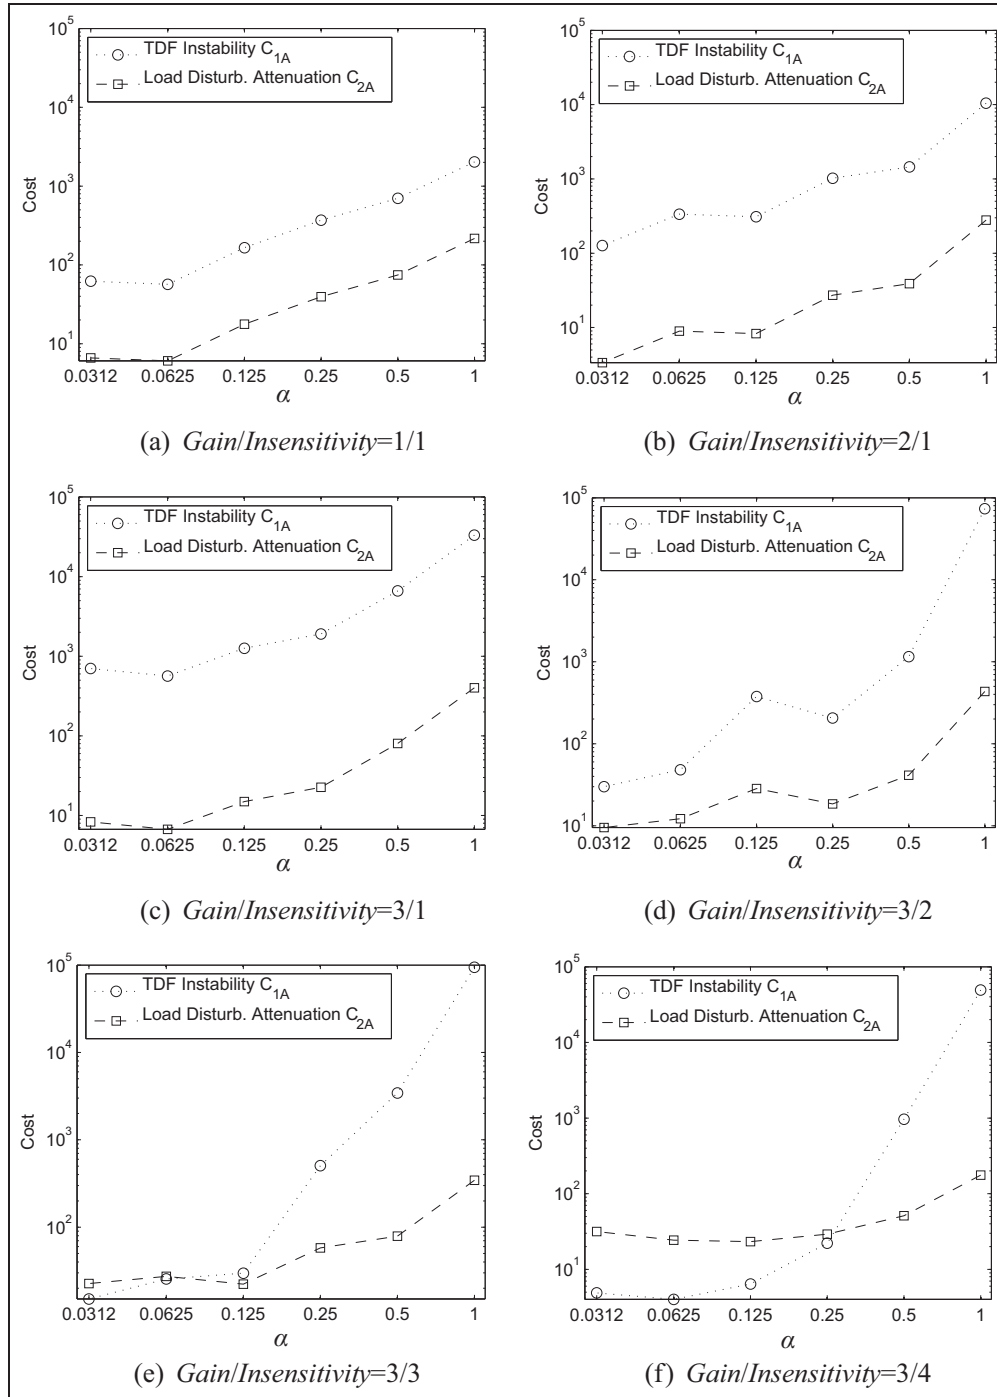 10^5
10^4
10^3
10^2
10^1
Cost
TDF Instability C_1A
Load Disturb. Attenuation C_2A
0.0312 0.0625 0.125 0.25 0.5 1
α
(a) Gain/Insensitivity=1/1
10^5
10^4
10^3
10^2
10^1
Cost
TDF Instability C_1A
Load Disturb. Attenuation C_2A
0.0312 0.0625 0.125 0.25 0.5 1
α
(b) Gain/Insensitivity=2/1
10^5
10^4
10^3
10^2
10^1
Cost
TDF Instability C_1A
Load Disturb. Attenuation C_2A
0.0312 0.0625 0.125 0.25 0.5 1
α
(c) Gain/Insensitivity=3/1
10^5
10^4
10^3
10^2
10^1
Cost
TDF Instability C_1A
Load Disturb. Attenuation C_2A
0.0312 0.0625 0.125 0.25 0.5 1
α
(d) Gain/Insensitivity=3/2
10^5
10^4
10^3
10^2
Cost
TDF Instability C_1A
Load Disturb. Attenuation C_2A
0.0312 0.0625 0.125 0.25 0.5 1
α
(e) Gain/Insensitivity=3/3
10^5
10^4
10^3
10^2
10^1
Cost
TDF Instability C_1A
Load Disturb. Attenuation C_2A
0.0312 0.0625 0.125 0.25 0.5 1
α
(f) Gain/Insensitivity=3/4